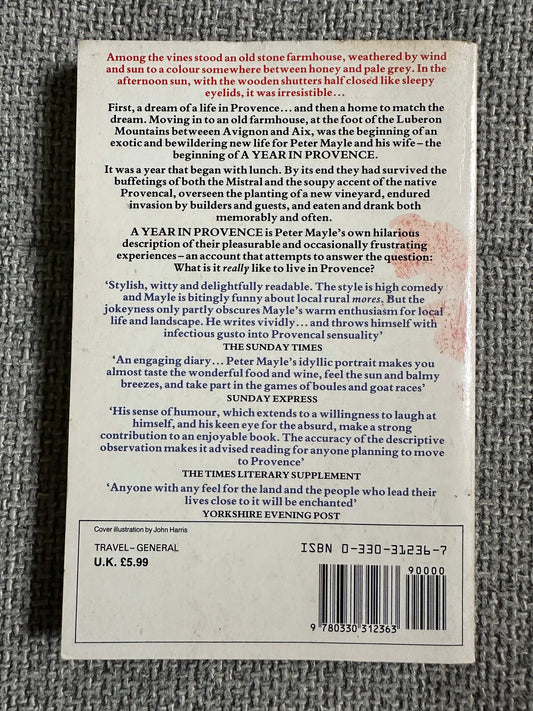 Among the vines stood an old stone farmhouse, weathered by wind
and sun to a colour somewhere between honey and pale grey. In the
afternoon sun, with the wooden shutters half closed like sleepy
eyelids, it was irresistible…
First, a dream of a life in Provence… and then a home to match the
dream. Moving in to an old farmhouse, at the foot of the Luberon
Mountains betweeen Avignon and Aix, was the beginning of an
exotic and bewildering new life for Peter Mayle and his wife – the
beginning of A YEAR IN PROVENCE.
It was a year that began with lunch. By its end they had survived the
buffetings of both the Mistral and the soupy accent of the native
Provencal, overseen the planting of a new vineyard, endured
invasion by builders and guests, and eaten and drank both
memorably and often.
A YEAR IN PROVENCE is Peter Mayle's own hilarious
description of their pleasurable and occasionally frustrating
experiences – an account that attempts to answer the question:
What is it really like to live in Provence?
'Stylish, witty and delightfully readable. The style is high comedy
and Mayle is bitingly funny about local rural mores. But the
jokeyness only partly obscures Mayle's warm enthusiasm for local
life and landscape. He writes vividly… and throws himself with
infectious gusto into Provencal sensuality'
THE SUNDAY TIMES
'An engaging diary… Peter Mayle's idyllic portrait makes you
almost taste the wonderful food and wine, feel the sun and balmy
breezes, and take part in the games of boules and goat races'
SUNDAY EXPRESS
'His sense of humour, which extends to a willingness to laugh at
himself, and his keen eye for the absurd, make a strong
contribution to an enjoyable book. The accuracy of the descriptive
observation makes it advised reading for anyone planning to move
to Provence'
THE TIMES LITERARY SUPPLEMENT
'Anyone with any feel for the land and the people who lead their
lives close to it will be enchanted'
YORKSHIRE EVENING POST
Cover illustration by John Harris
TRAVEL – GENERAL
U.K. £5.99
ISBN 0-330-31236-7
90000
9 780330 312363